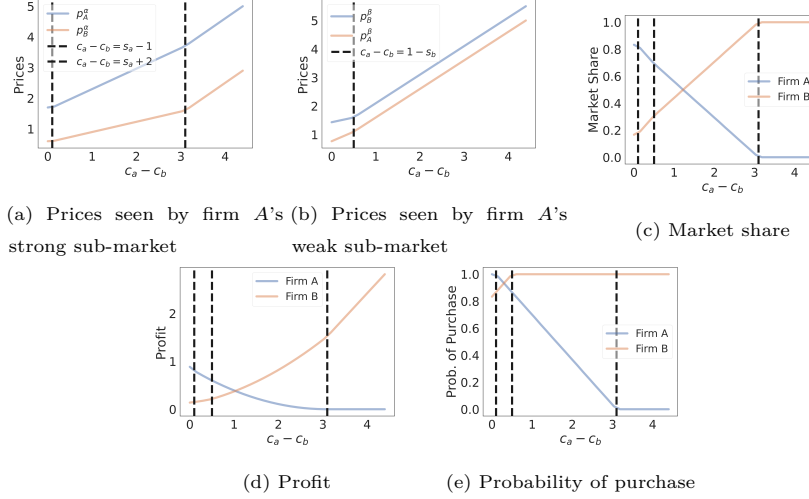 5
4
3
2
1
Prices
p_A^α
p_B^α
c_a − c_b = s_a − 1
c_a − c_b = s_a + 2
0 1 2 3 4
c_a − c_b
5
4
3
2
1
Prices
p_B^β
p_A^β
c_a − c_b = 1 − s_b
0 1 2 3 4
c_a − c_b
1.0
0.8
0.6
0.4
0.2
0.0
Market Share
Firm A
Firm B
0 1 2 3 4
c_a − c_b
(a) Prices seen by firm A's
strong sub-market
(b) Prices seen by firm A's
weak sub-market
(c) Market share
2
1
0
Profit
Firm A
Firm B
0 1 2 3 4
c_a − c_b
1.0
0.8
0.6
0.4
0.2
0.0
Prob. of Purchase
Firm A
Firm B
0 1 2 3 4
c_a − c_b
(d) Profit
(e) Probability of purchase